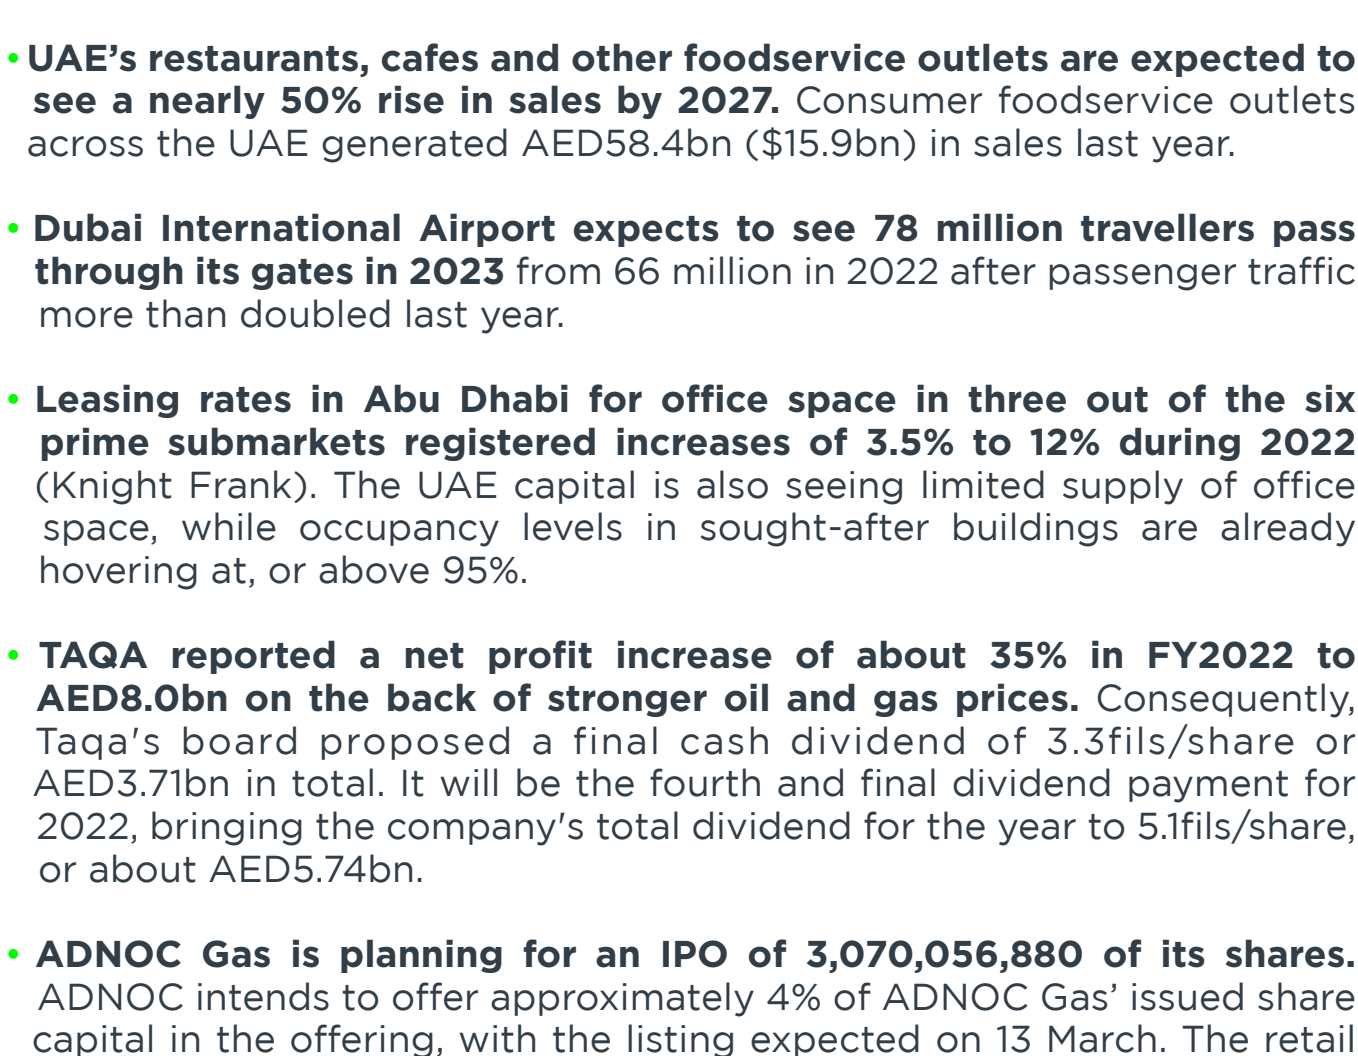 • UAE’s restaurants, cafes and other foodservice outlets are expected to
see a nearly 50% rise in sales by 2027. Consumer foodservice outlets
across the UAE generated AED58.4bn ($15.9bn) in sales last year.
• Dubai International Airport expects to see 78 million travellers pass
through its gates in 2023 from 66 million in 2022 after passenger traffic
more than doubled last year.
• Leasing rates in Abu Dhabi for office space in three out of the six
prime submarkets registered increases of 3.5% to 12% during 2022
(Knight Frank). The UAE capital is also seeing limited supply of office
space, while occupancy levels in sought-after buildings are already
hovering at, or above 95%.
• TAQA reported a net profit increase of about 35% in FY2022 to
AED8.0bn on the back of stronger oil and gas prices. Consequently,
Taqa's board proposed a final cash dividend of 3.3fils/share or
AED3.71bn in total. It will be the fourth and final dividend payment for
2022, bringing the company's total dividend for the year to 5.1fils/share,
or about AED5.74bn.
• ADNOC Gas is planning for an IPO of 3,070,056,880 of its shares.
ADNOC intends to offer approximately 4% of ADNOC Gas’ issued share
capital in the offering, with the listing expected on 13 March. The retail